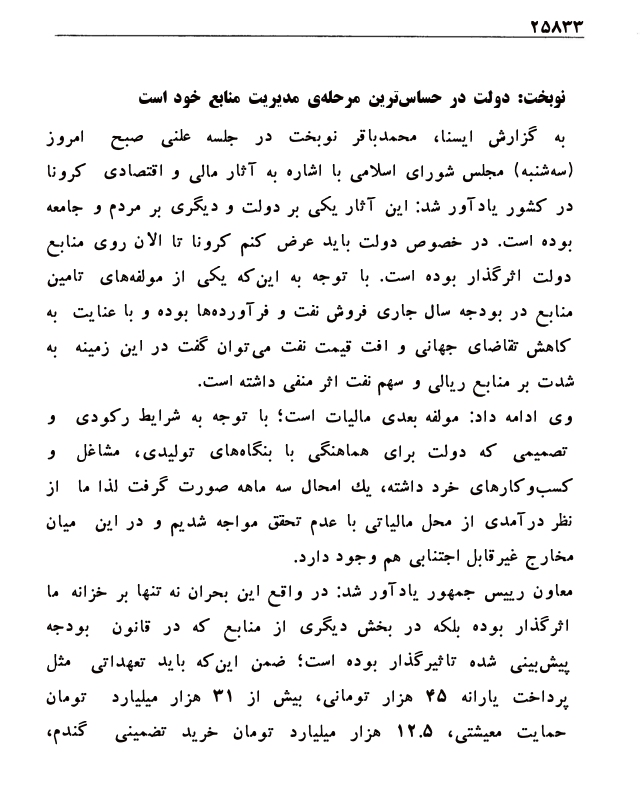 ۲۵۸۳۳
نوبخت: دولت در حساس‌ترین مرحله‌ی مدیریت منابع خود است
به گزارش ایسنا، محمدباقر نوبخت در جلسه علنی صبح امروز
(سه‌شنبه) مجلس شورای اسلامی با اشاره به آثار مالی و اقتصادی کرونا
در کشور یادآور شد: این آثار یکی بر دولت و دیگری بر مردم و جامعه
بوده است. در خصوص دولت باید عرض کنم کرونا تا الان روی منابع
دولت اثرگذار بوده است. با توجه به این‌که یکی از مولفه‌های تامین
منابع در بودجه سال جاری فروش نفت و فرآورده‌ها بوده و با عنایت به
کاهش تقاضای جهانی و افت قیمت نفت می‌توان گفت در این زمینه به
شدت بر منابع ریالی و سهم نفت اثر منفی داشته است.
وی ادامه داد: مولفه بعدی مالیات است؛ با توجه به شرایط رکودی و
تصمیمی که دولت برای هماهنگی با بنگاه‌های تولیدی، مشاغل و
کسب‌وکارهای خرد داشته، یك امحال سه ماهه صورت گرفت لذا ما از
نظر درآمدی از محل مالیاتی با عدم تحقق مواجه شدیم و در این میان
مخارج غیرقابل اجتنابی هم وجود دارد.
معاون رییس جمهور یادآور شد: در واقع این بحران نه تنها بر خزانه ما
اثرگذار بوده بلکه در بخش دیگری از منابع که در قانون بودجه
پیش‌بینی شده تاثیرگذار بوده است؛ ضمن این‌که باید تعهداتی مثل
پرداخت یارانه ۴۵ هزار تومانی، بیش از ۳۱ هزار میلیارد تومان
حمایت معیشتی، ۱۲.۵ هزار میلیارد تومان خرید تضمینی گندم،